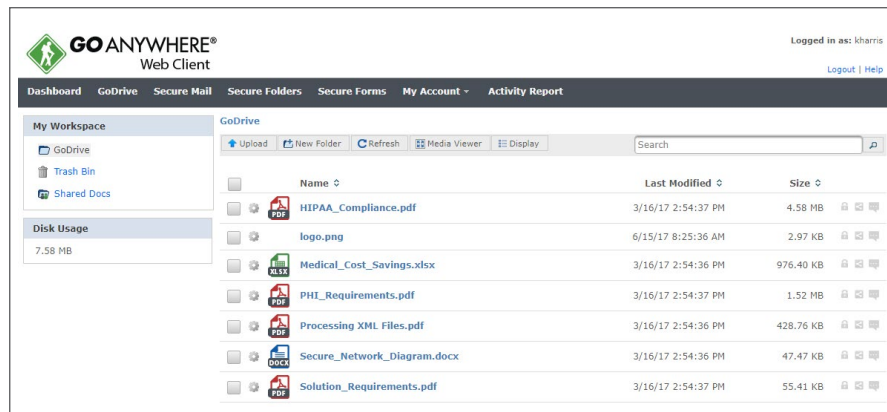 GO ANYWHERE®
Web Client
Logged in as: kharris
Logout | Help
Dashboard GoDrive Secure Mail Secure Folders Secure Forms My Account Activity Report
My Workspace
GoDrive
Trash Bin
Shared Docs
Disk Usage
7.58 MB
GoDrive
Upload New Folder Refresh Media Viewer Display Search
Name Last Modified Size
PDF HIPAA_Compliance.pdf 3/16/17 2:54:37 PM 4.58 MB
logo.png 6/15/17 8:25:36 AM 2.97 KB
XLSX Medical_Cost_Savings.xlsx 3/16/17 2:54:36 PM 976.40 KB
PDF PHI_Requirements.pdf 3/16/17 2:54:37 PM 1.52 MB
PDF Processing XML Files.pdf 3/16/17 2:54:36 PM 428.76 KB
DOCX Secure_Network_Diagram.docx 3/16/17 2:54:36 PM 47.47 KB
PDF Solution_Requirements.pdf 3/16/17 2:54:37 PM 55.41 KB